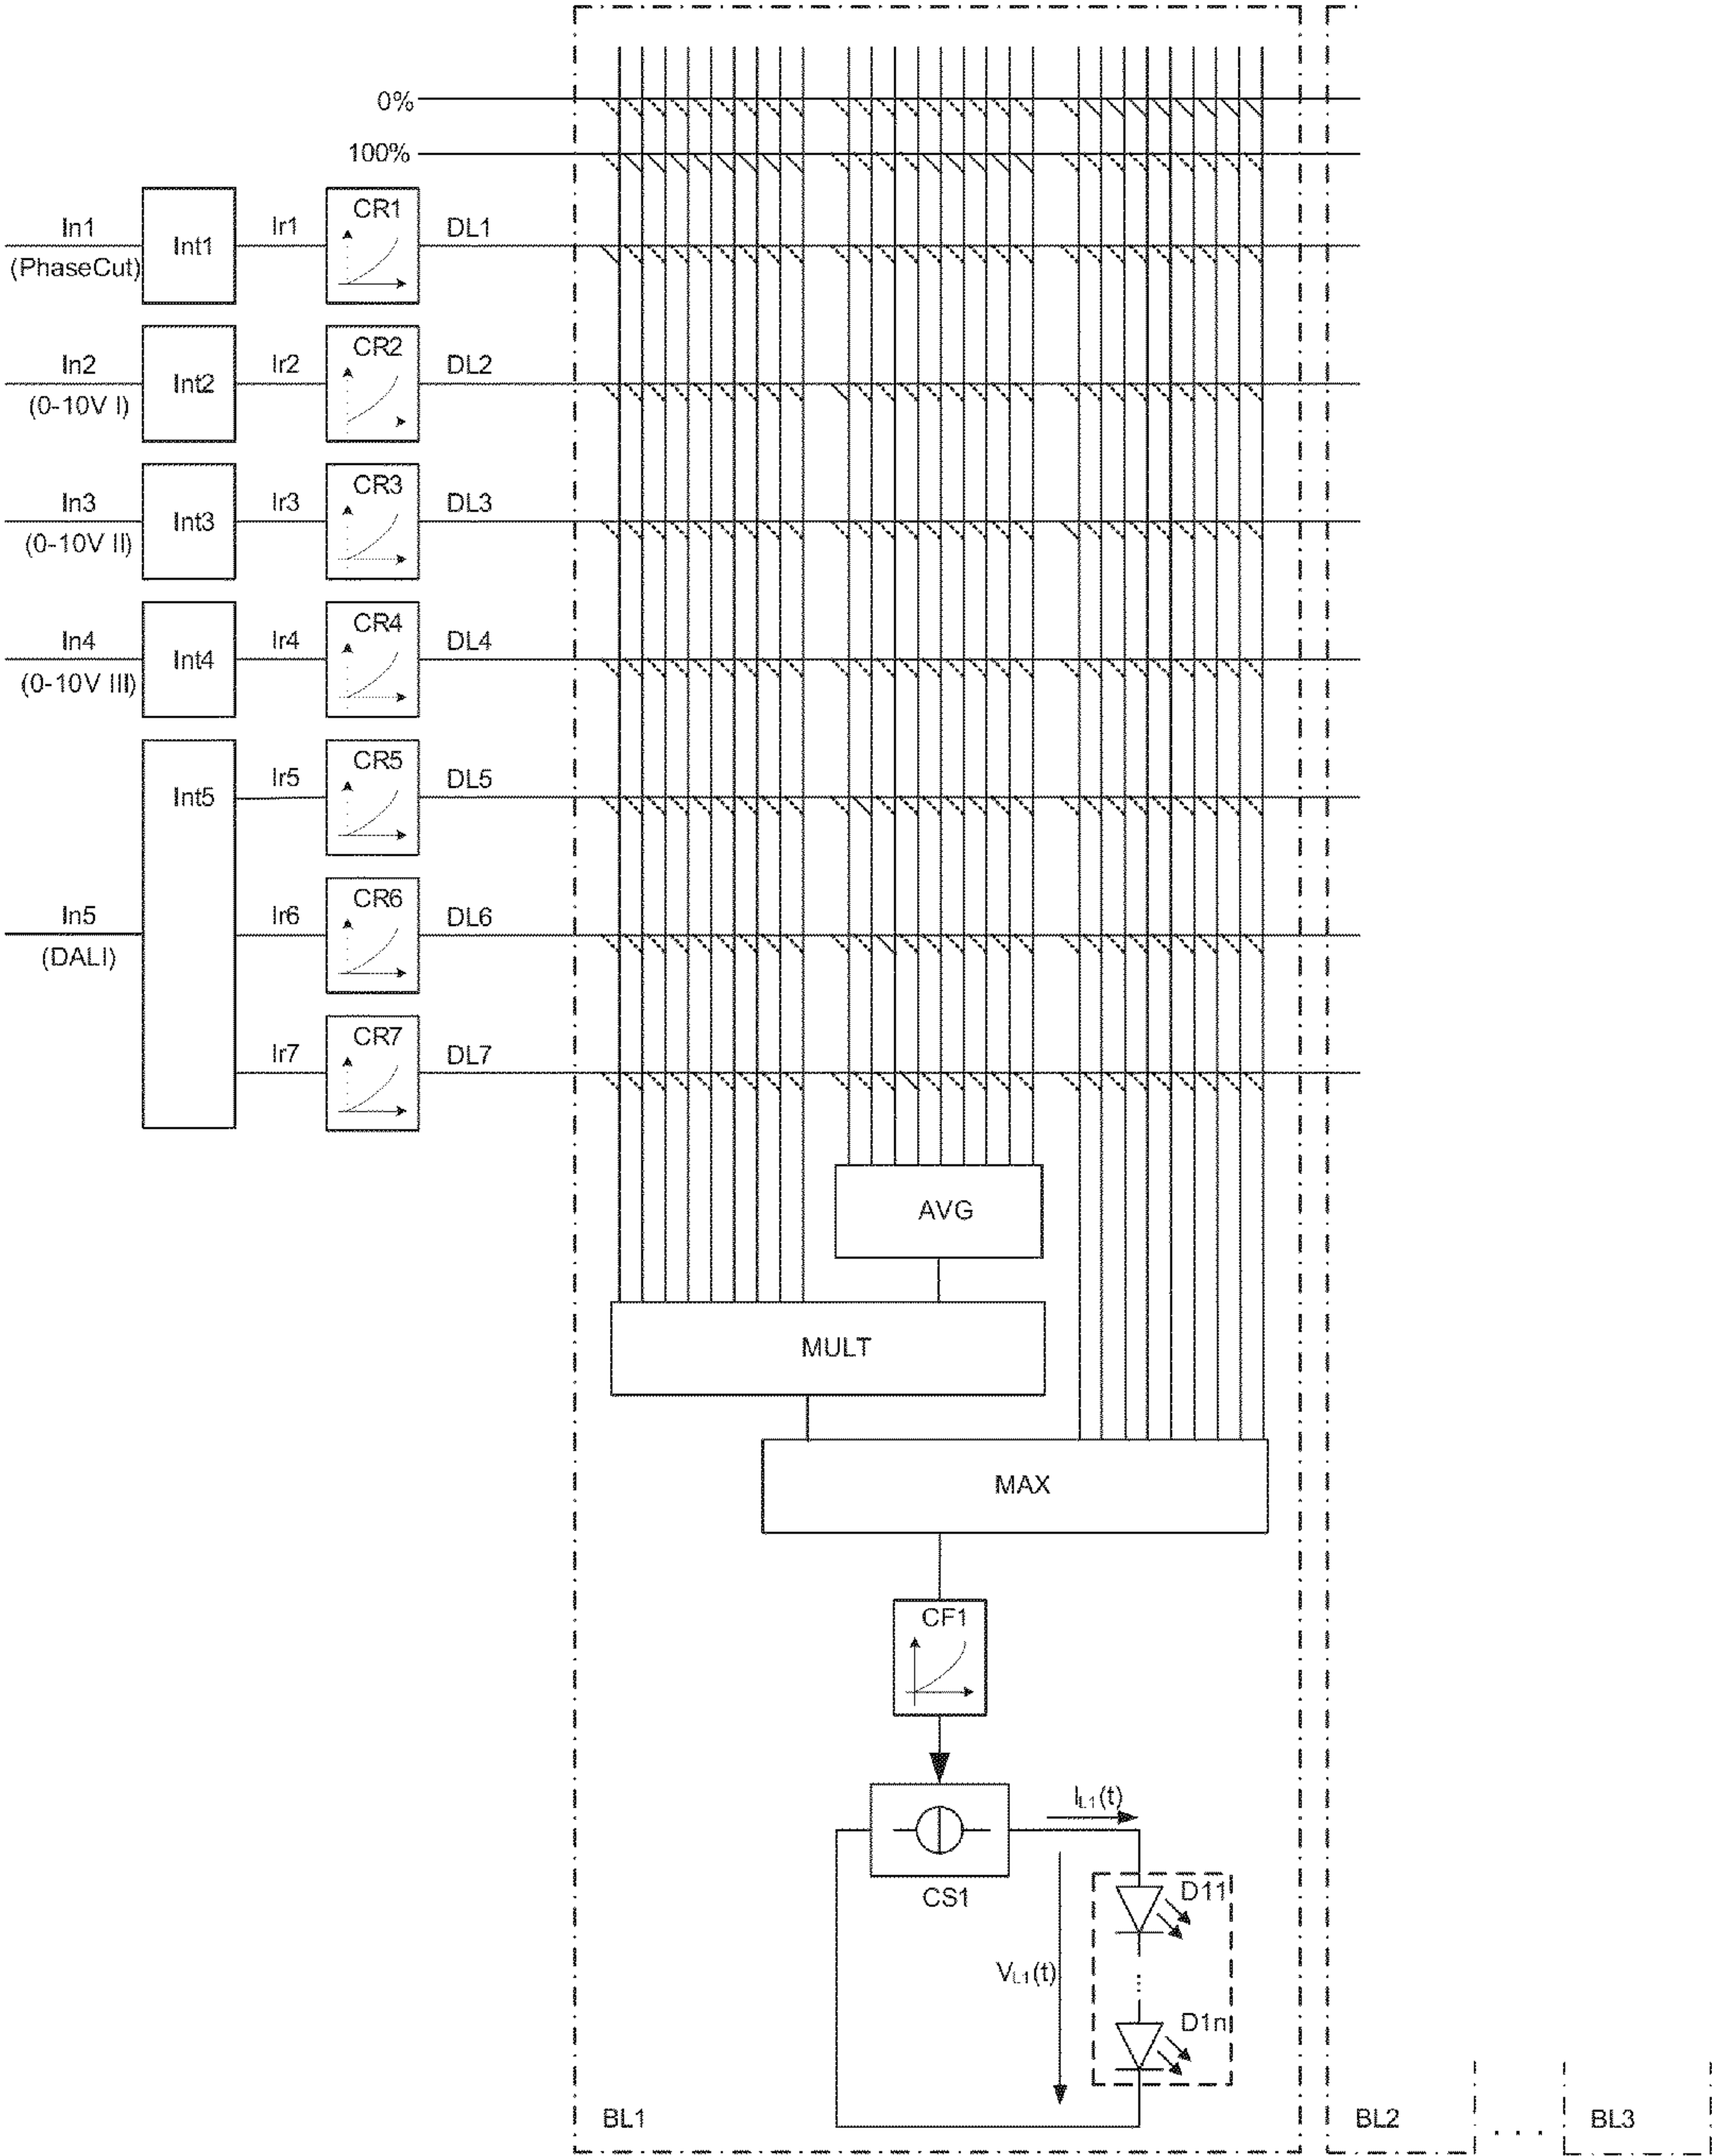 0%
100%
In1
(PhaseCut)
Int1
Ir1
CR1
DL1
In2
(0-10V I)
Int2
Ir2
CR2
DL2
In3
(0-10V II)
Int3
Ir3
CR3
DL3
In4
(0-10V III)
Int4
Ir4
CR4
DL4
Int5
Ir5
CR5
DL5
In5
(DALI)
Ir6
CR6
DL6
Ir7
CR7
DL7
AVG
MULT
MAX
CF1
IL1(t)
CS1
D11
VL1(t)
...
D1n
BL1
BL2
...
BL3